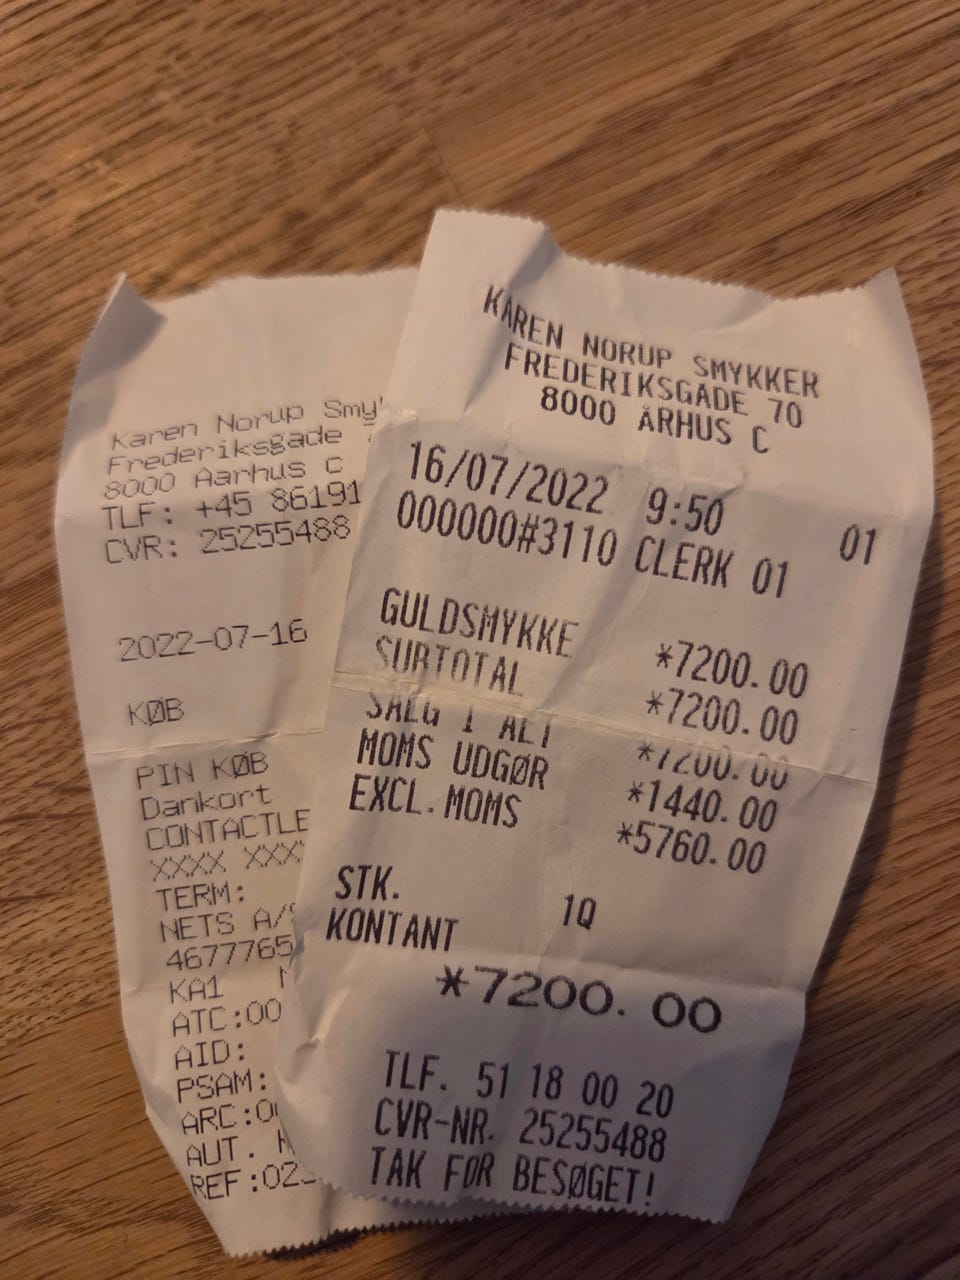 Karen Norup Smy
Frederiksgade
8000 Aarhus C
TLF: +45 86191
CVR: 25255488
2022-07-16
KØB
PIN KØB
Dankort
CONTACTLE
XXXX XXX
TERM:
NETS A/S
4677765
KA1
ATC:00
AID:
PSAM:
ARC:00
AUT.
REF:023
KAREN NORUP SMYKKER
FREDERIKSGADE 70
8000 ÅRHUS C
16/07/2022 9:50 01
000000#3110 CLERK 01
GULDSMYKKE *7200.00
SUBTOTAL *7200.00
SALG I ALT *7200.00
MOMS UDGØR *1440.00
EXCL.MOMS *5760.00
STK. 1Q
KONTANT
*7200.00
TLF. 51 18 00 20
CVR-NR. 25255488
TAK FOR BESØGET!